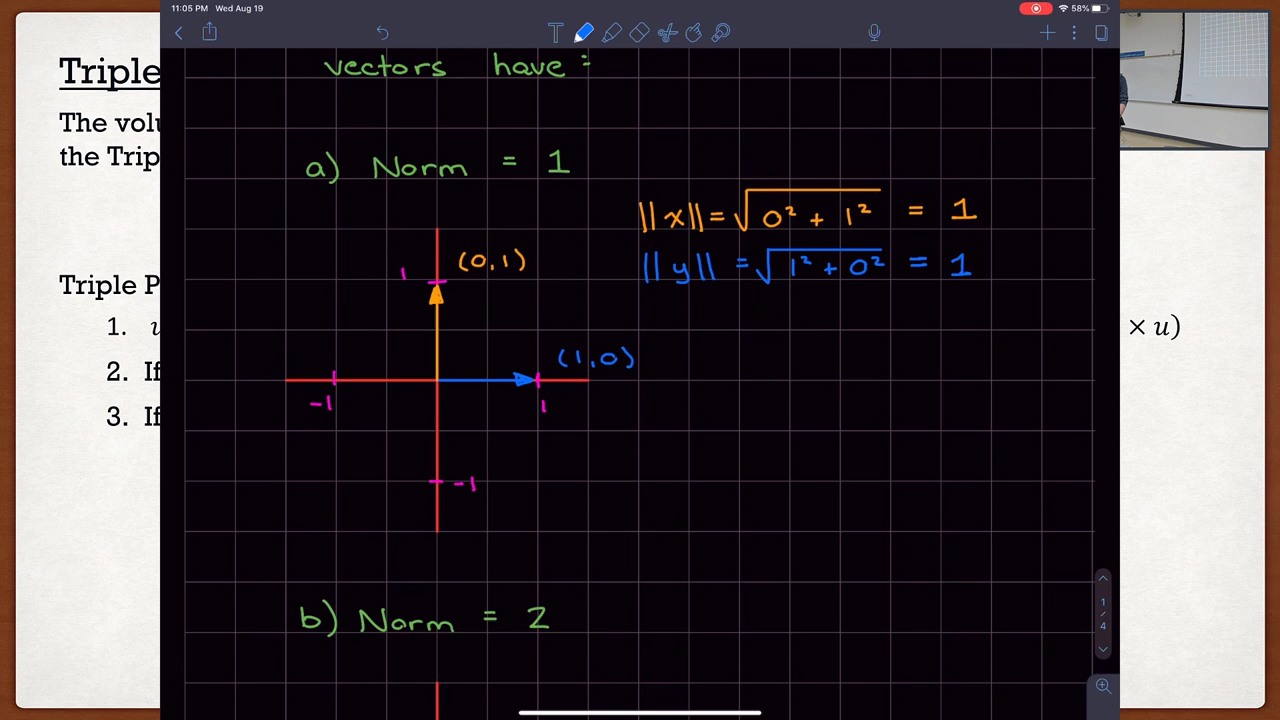 11:05 PM Wed Aug 19
58%
Triple
The volu
the Trip
vectors have :
a) Norm = 1
||x|| = √0² + 1² = 1
||y|| = √1² + 0² = 1
(0,1)
1
(1,0)
-1
1
-1
b) Norm = 2
Triple P
1. u
× u)
2. If
3. If
1
/
4